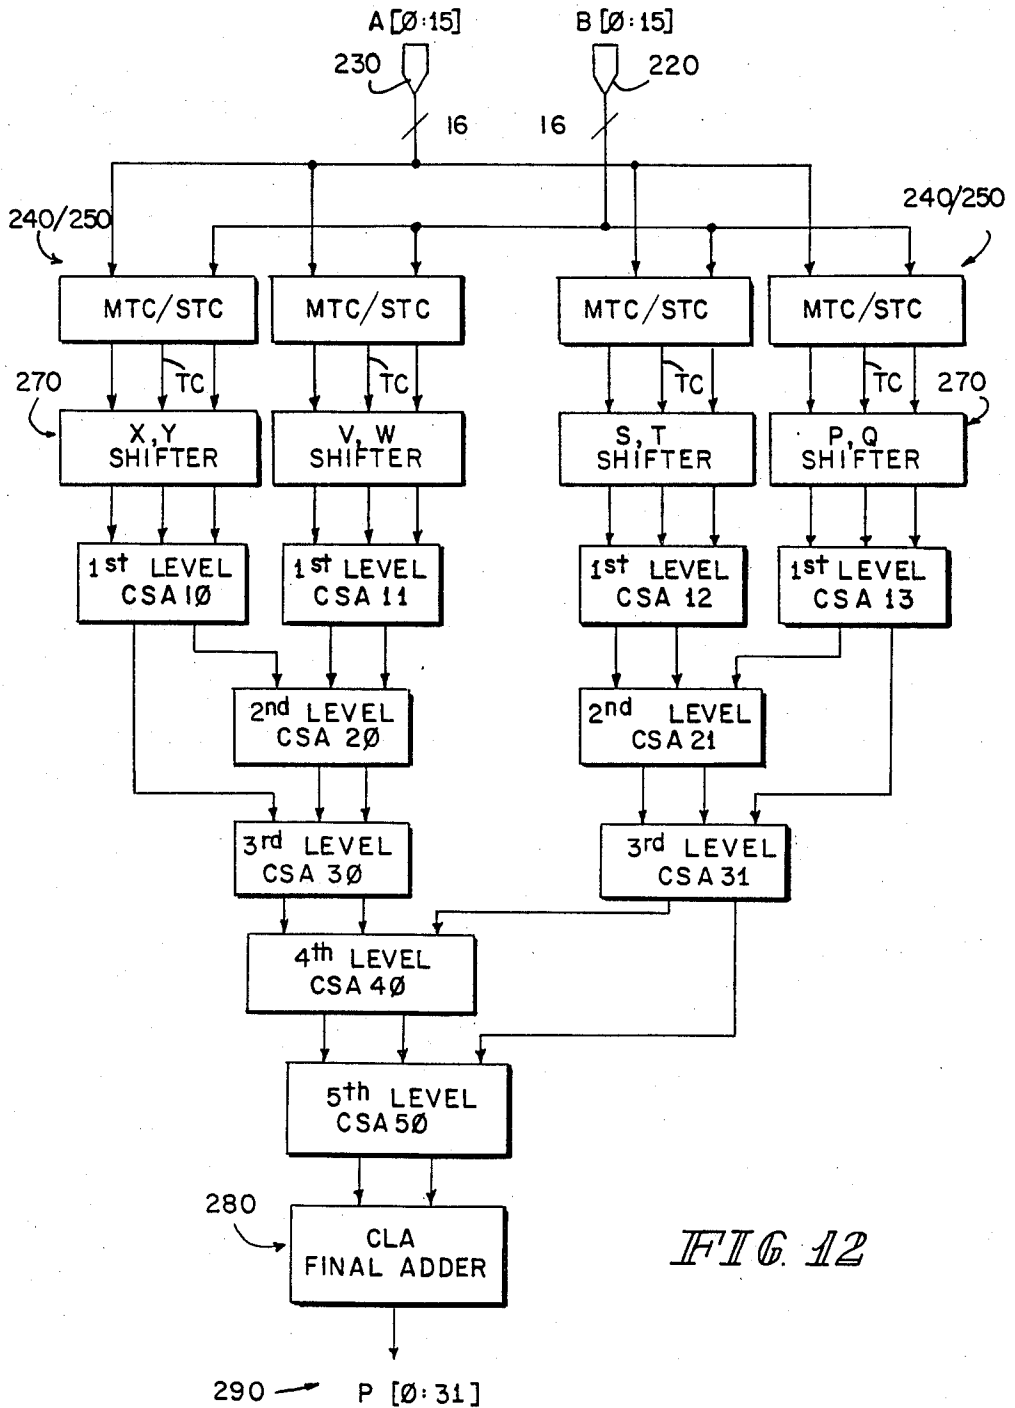 A [Ø:15] B [Ø:15]
230 220
16 16
240/250 240/250
MTC/STC MTC/STC MTC/STC MTC/STC
TC TC TC TC
270 270
X, Y
SHIFTER
V, W
SHIFTER
S, T
SHIFTER
P, Q
SHIFTER
1st LEVEL
CSA 1Ø
1st LEVEL
CSA 11
1st LEVEL
CSA 12
1st LEVEL
CSA 13
2nd LEVEL
CSA 2Ø
2nd LEVEL
CSA 21
3rd LEVEL
CSA 3Ø
3rd LEVEL
CSA 31
4th LEVEL
CSA 4Ø
5th LEVEL
CSA 5Ø
280
CLA
FINAL ADDER
FIG. 12
290 P [Ø:31]